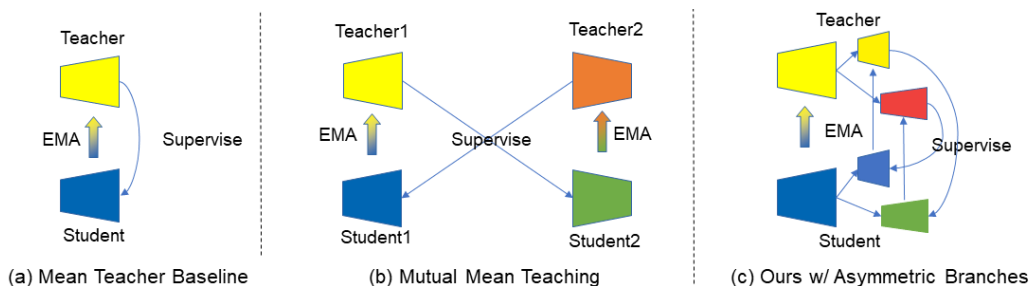 Teacher
EMA
Supervise
Student
(a) Mean Teacher Baseline
Teacher1
Teacher2
EMA
Supervise
EMA
Student1
Student2
(b) Mutual Mean Teaching
Teacher
EMA
Supervise
Student
(c) Ours w/ Asymmetric Branches